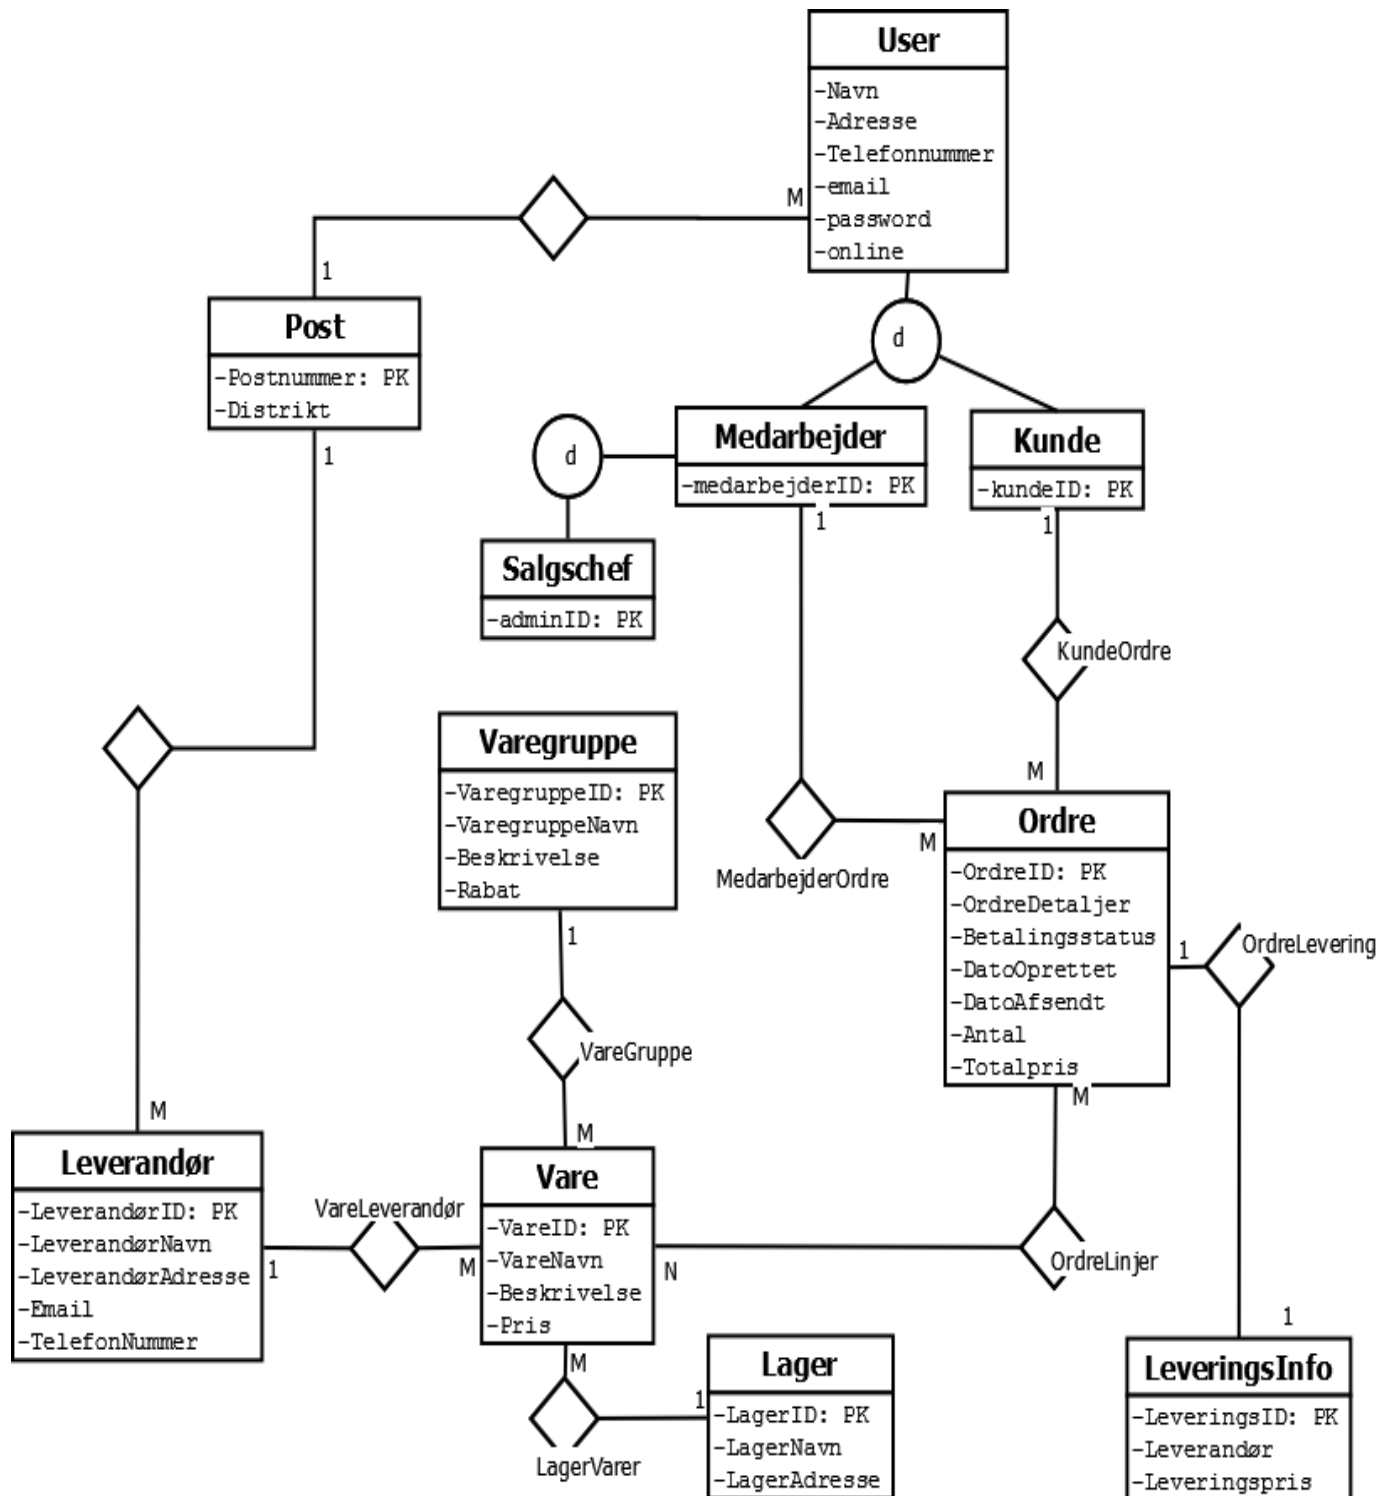 User
-Navn
-Adresse
-Telefonnummer
-email
-password
-online
M
1
Post
-Postnummer: PK
-Distrikt
1
d
Medarbejder
-medarbejderID: PK
1
Kunde
-kundeID: PK
1
d
Salgschef
-adminID: PK
KundeOrdre
M
Varegruppe
-VaregruppeID: PK
-VaregruppeNavn
-Beskrivelse
-Rabat
1
MedarbejderOrdre
M
Ordre
-OrdreID: PK
-OrdreDetaljer
-Betalingsstatus
-DatoOprettet
-DatoAfsendt
-Antal
-Totalpris
1
OrdreLevering
M
VareGruppe
M
M
Leverandør
-LeverandørID: PK
-LeverandørNavn
-LeverandørAdresse
-Email
-TelefonNummer
1
VareLeverandør
M
Vare
-VareID: PK
-VareNavn
-Beskrivelse
-Pris
N
OrdreLinjer
M
LagerVarer
1
Lager
-LagerID: PK
-LagerNavn
-LagerAdresse
1
LeveringsInfo
-LeveringsID: PK
-Leverandør
-Leveringspris